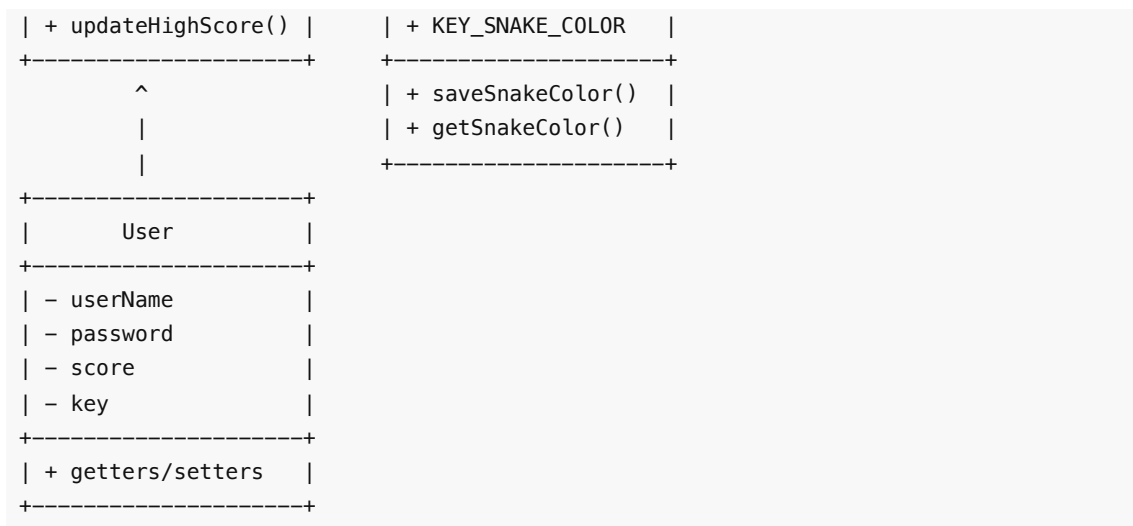 | + updateHighScore() |     | + KEY_SNAKE_COLOR   |
+---------------------+     +---------------------+
         ^                  | + saveSnakeColor()  |
         |                  | + getSnakeColor()   |
         |                  +---------------------+
+---------------------+
|       User          |
+---------------------+
| - userName          |
| - password          |
| - score             |
| - key               |
+---------------------+
| + getters/setters   |
+---------------------+